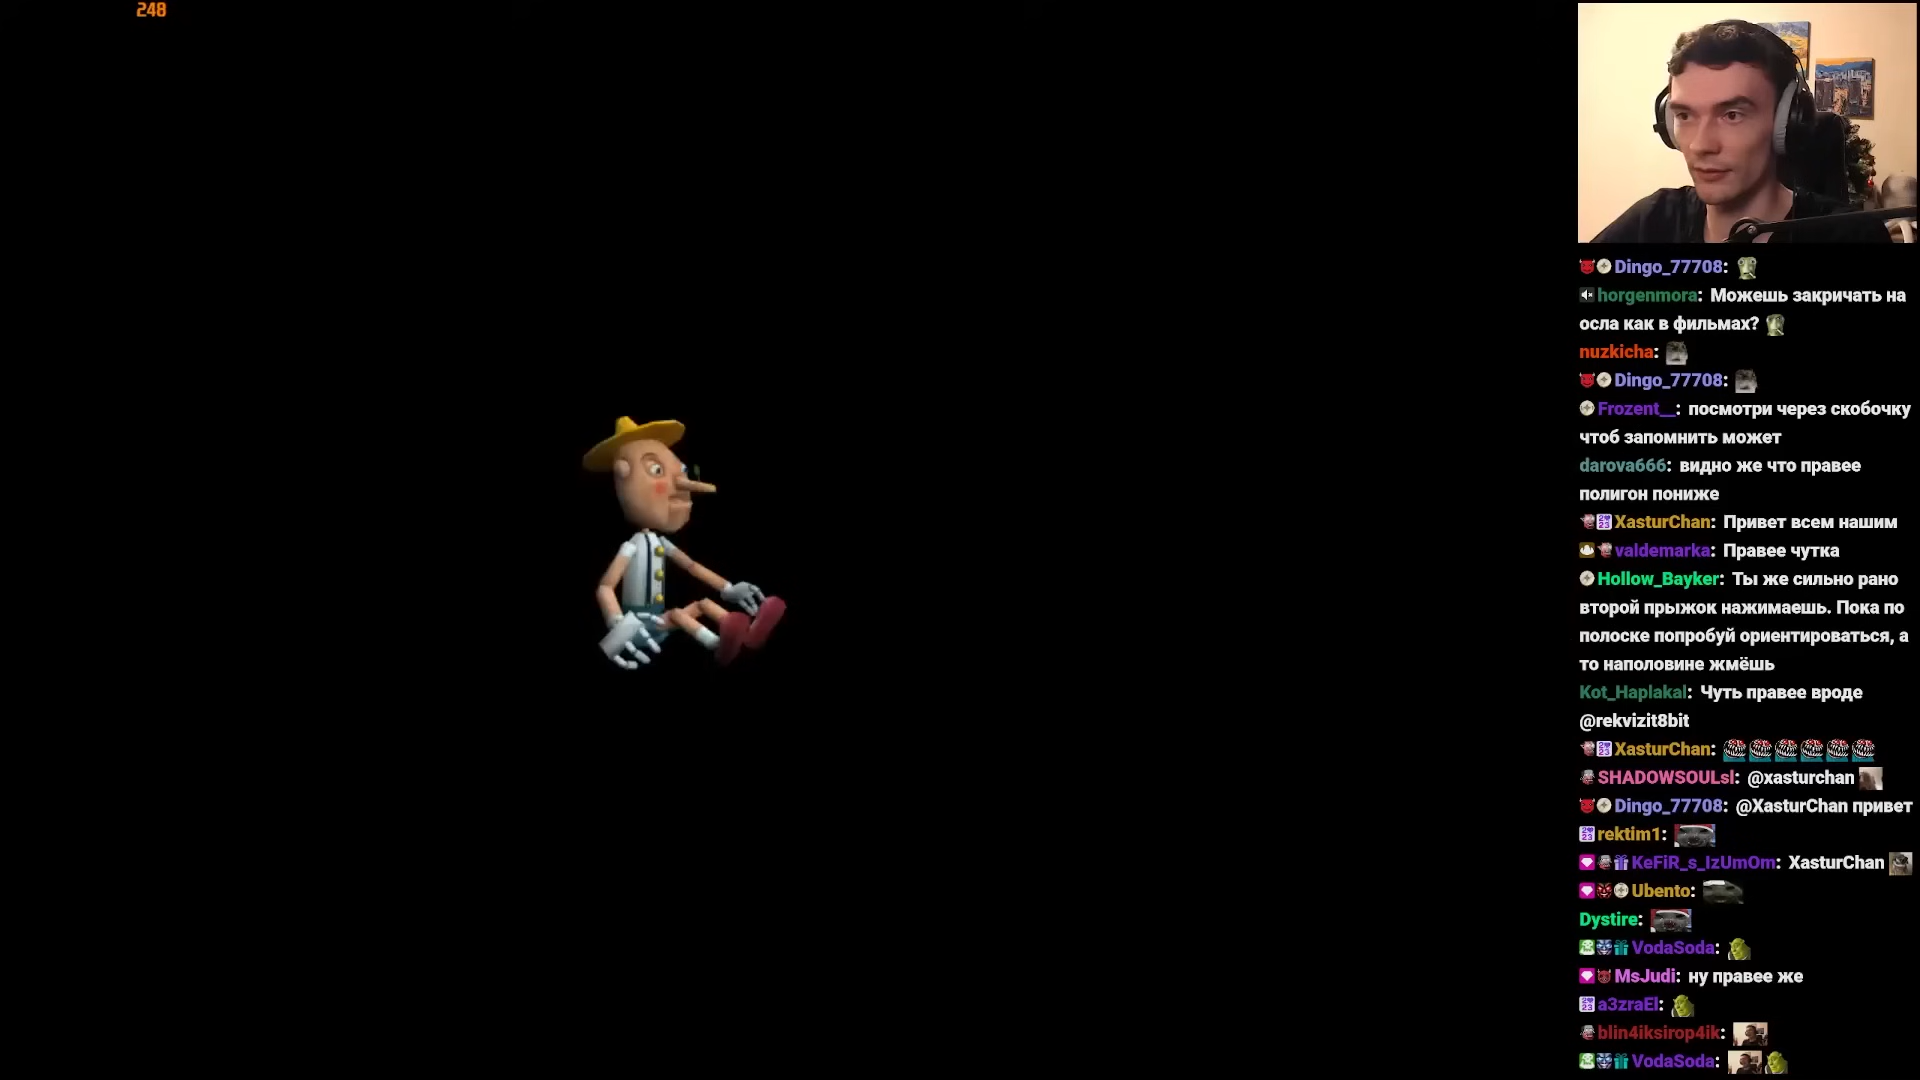 248
Dingo_77708:
horgenmora: Можешь закричать на
осла как в фильмах?
nuzkicha:
Dingo_77708:
Frozent__: посмотри через скобочку
чтоб запомнить может
darova666: видно же что правее
полигон пониже
XasturChan: Привет всем нашим
valdemarka: Правее чутка
Hollow_Bayker: Ты же сильно рано
второй прыжок нажимаешь. Пока по
полоске попробуй ориентироваться, а
то наполовине жмёшь
Kot_Haplakal: Чуть правее вроде
@rekvizit8bit
XasturChan:
SHADOWSOULsl: @xasturchan
Dingo_77708: @XasturChan привет
rektim1:
KeFiR_s_IzUmOm: XasturChan
Ubento:
Dystire:
VodaSoda:
MsJudi: ну правее же
a3zraEl:
blin4iksirop4ik:
VodaSoda: